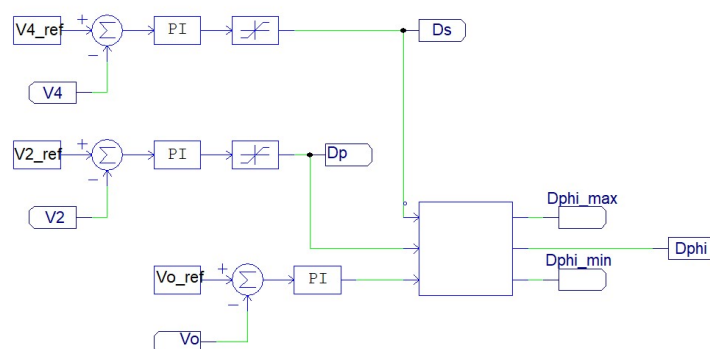 V4_ref
+
Σ
PI
Ds
−
V4
V2_ref
+
Σ
PI
Dp
−
V2
Dphi_max
Dphi
Vo_ref
+
Σ
PI
Dphi_min
−
Vo